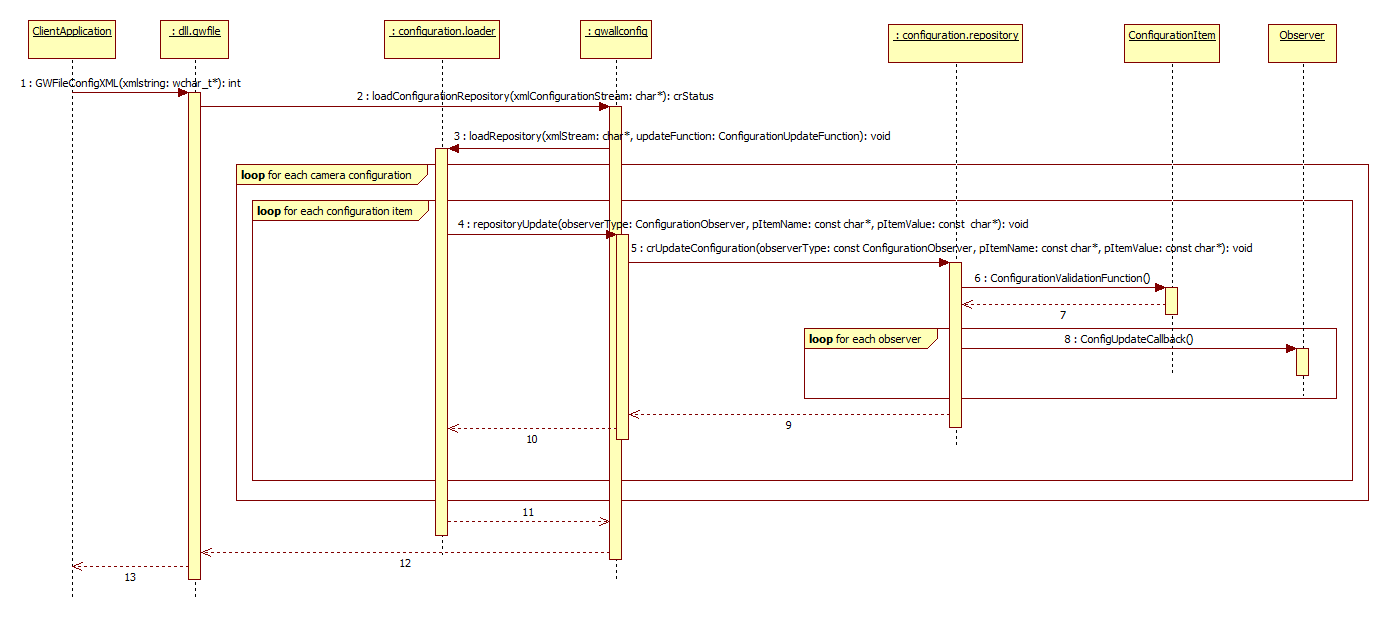 ClientApplication
: dll.gwfile
: configuration.loader
: gwallconfig
: configuration.repository
ConfigurationItem
Observer
1 : GWFileConfigXML(xmlstring: wchar_t*): int
2 : loadConfigurationRepository(xmlConfigurationStream: char*): crStatus
3 : loadRepository(xmlStream: char*, updateFunction: ConfigurationUpdateFunction): void
loop for each camera configuration
loop for each configuration item
4 : repositoryUpdate(observerType: ConfigurationObserver, pItemName: const char*, pItemValue: const char*): void
5 : crUpdateConfiguration(observerType: const ConfigurationObserver, pItemName: const char*, pItemValue: const char*): void
6 : ConfigurationValidationFunction()
7
loop for each observer
8 : ConfigUpdateCallback()
9
10
11
12
13